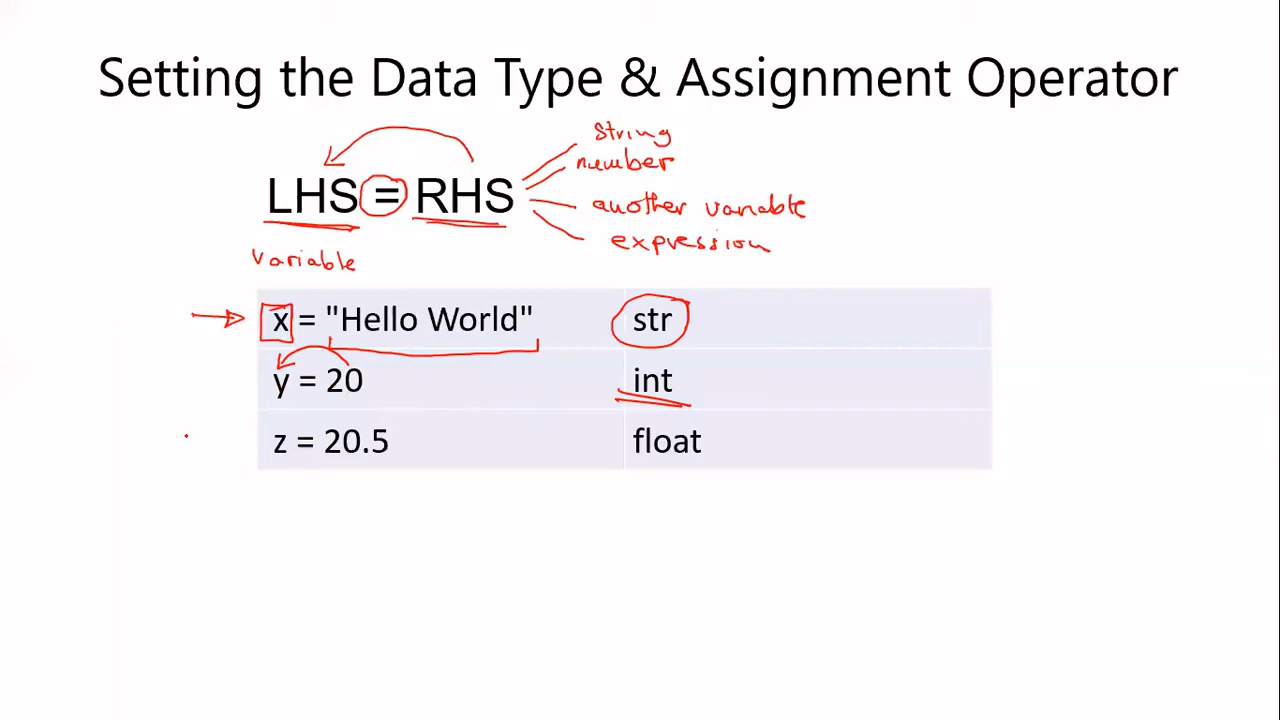 Setting the Data Type & Assignment Operator
String
number
LHS = RHS
another variable
expression
variable
x = "Hello World" str
y = 20 int
z = 20.5 float